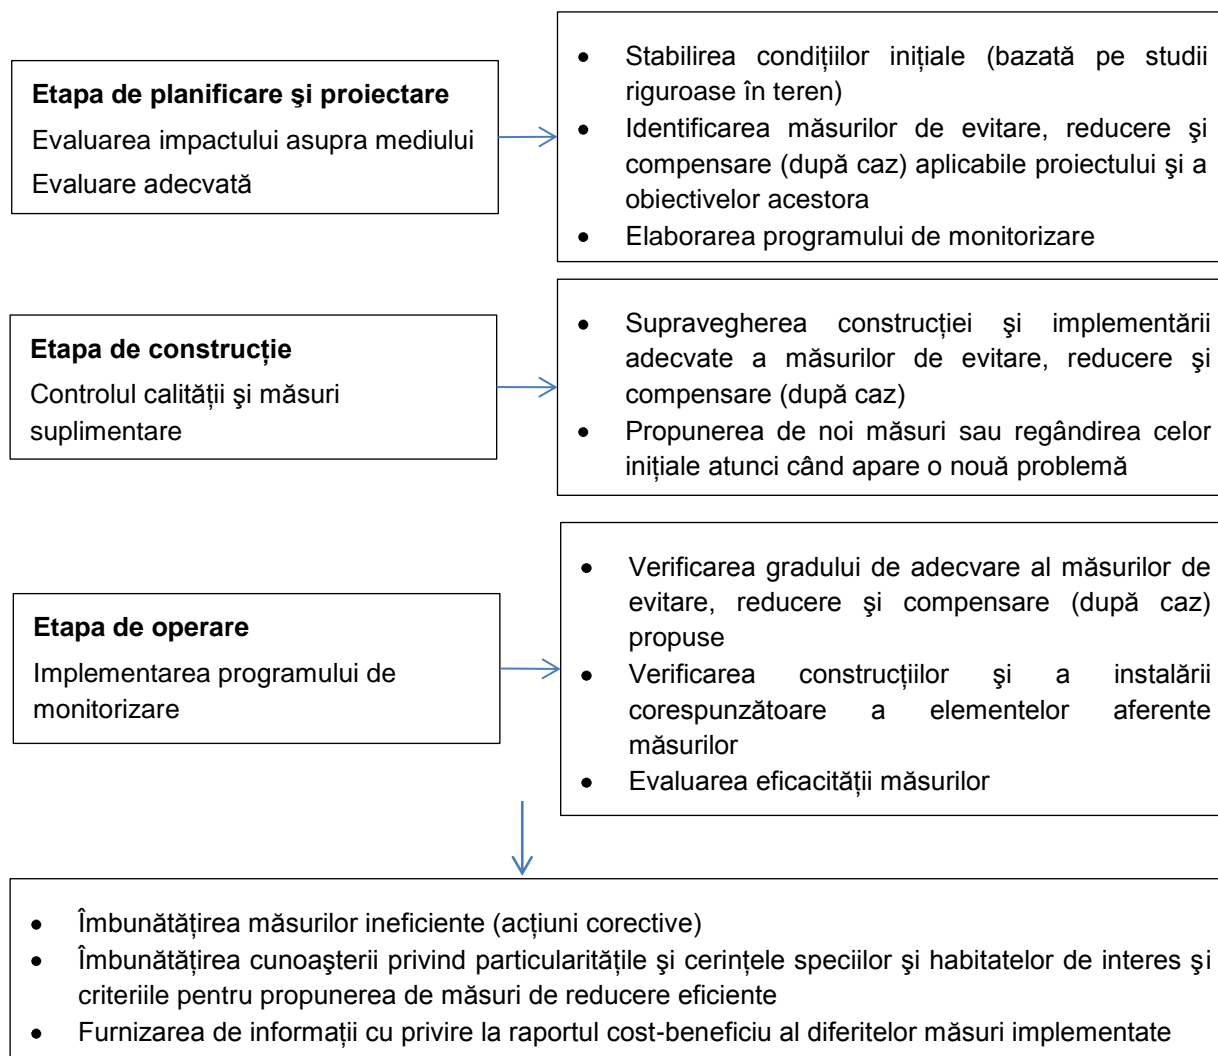 Etapa de planificare şi proiectare
Evaluarea impactului asupra mediului
Evaluare adecvată
• Stabilirea condițiilor inițiale (bazată pe studii
riguroase în teren)
• Identificarea măsurilor de evitare, reducere şi
compensare (după caz) aplicabile proiectului şi a
obiectivelor acestora
• Elaborarea programului de monitorizare
Etapa de construcție
Controlul calității şi măsuri
suplimentare
• Supravegherea construcției şi implementării
adecvate a măsurilor de evitare, reducere şi
compensare (după caz)
• Propunerea de noi măsuri sau regândirea celor
inițiale atunci când apare o nouă problemă
Etapa de operare
Implementarea programului de
monitorizare
• Verificarea gradului de adecvare al măsurilor de
evitare, reducere şi compensare (după caz)
propuse
• Verificarea construcțiilor şi a instalării
corespunzătoare a elementelor aferente
măsurilor
• Evaluarea eficacității măsurilor
• Îmbunătățirea măsurilor ineficiente (acțiuni corective)
• Îmbunătățirea cunoaşterii privind particularitățile şi cerințele speciilor şi habitatelor de interes şi
criteriile pentru propunerea de măsuri de reducere eficiente
• Furnizarea de informații cu privire la raportul cost-beneficiu al diferitelor măsuri implementate